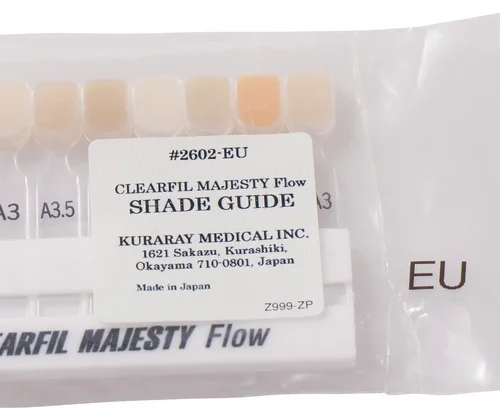 #2602-EU
CLEARFIL MAJESTY Flow
SHADE GUIDE
KURARAY MEDICAL INC.
1621 Sakazu, Kurashiki,
Okayama 710-0801, Japan
Made in Japan
Z999-ZP
A3
A3.5
A3
EARFIL MAJESTY Flow
EU